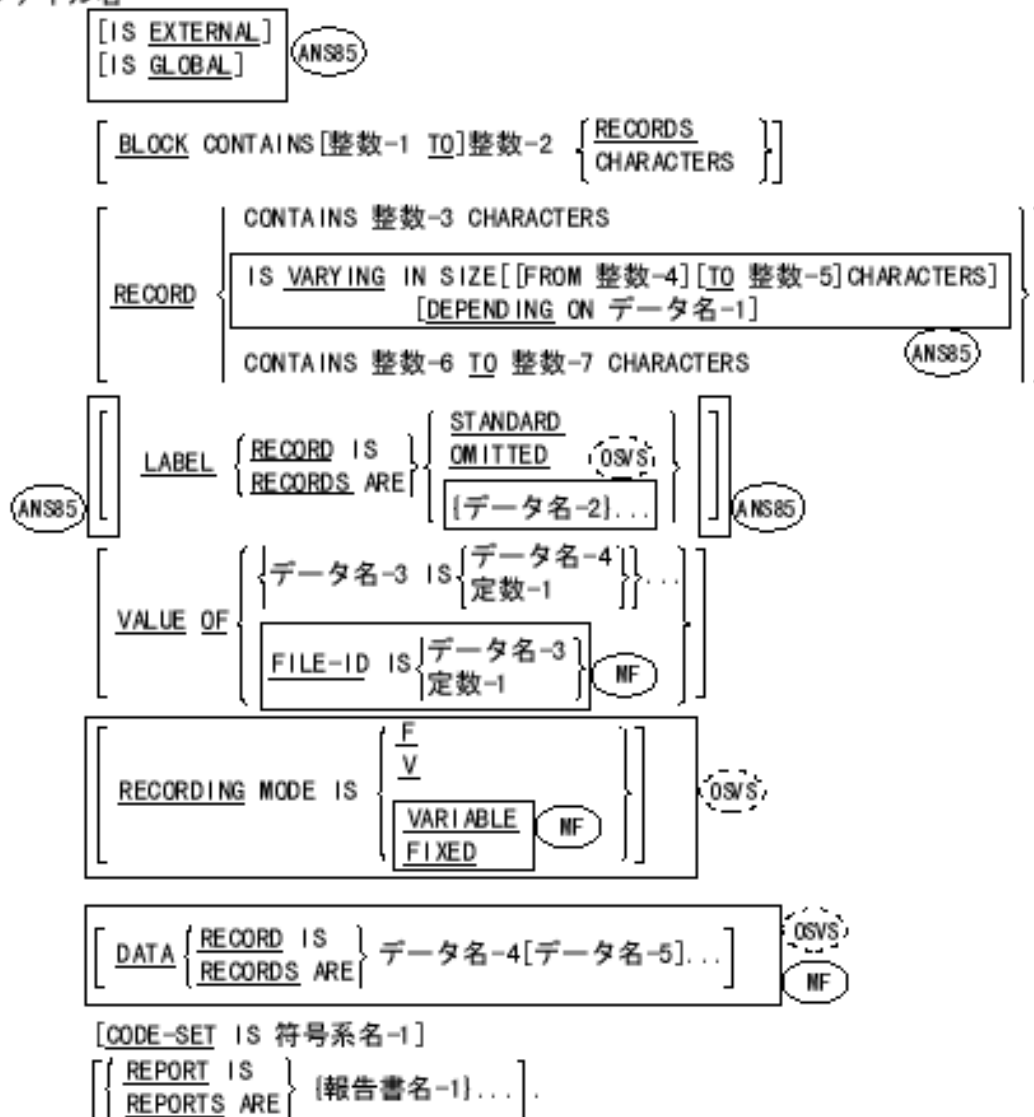 ファイル名
[IS EXTERNAL]
[IS GLOBAL]
ANS85
[BLOCK CONTAINS[整数-1 TO]整数-2 {RECORDS
CHARACTERS}]
[RECORD {CONTAINS 整数-3 CHARACTERS
IS VARYING IN SIZE[[FROM 整数-4][TO 整数-5]CHARACTERS]
[DEPENDING ON データ名-1]
ANS85
CONTAINS 整数-6 TO 整数-7 CHARACTERS}
ANS85
[LABEL {RECORD IS
RECORDS ARE} {STANDARD
OMITTED
OSVS
{データ名-2}...}]
ANS85
[VALUE OF {{データ名-3 IS {データ名-4
定数-1}}...
FILE-ID IS {データ名-3
定数-1}
MF
}]
[RECORDING MODE IS {F
V
VARIABLE
FIXED
MF
}]
OSVS
[DATA {RECORD IS
RECORDS ARE} データ名-4[データ名-5]...]
OSVS
MF
[CODE-SET IS 符号系名-1]
[{REPORT IS
REPORTS ARE} {報告書名-1}...].